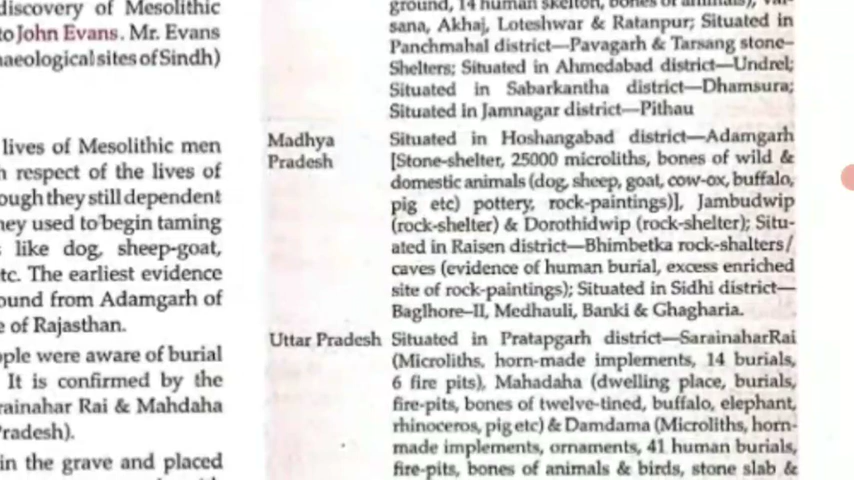 discovery of Mesolithic
to John Evans. Mr. Evans
haeological sites of Sindh)
lives of Mesolithic men
respect of the lives of
ough they still dependent
hey used to begin taming
like dog, sheep-goat,
tc. The earliest evidence
ound from Adamgarh of
e of Rajasthan.
ople were aware of burial
It is confirmed by the
rainahar Rai & Mahdaha
Pradesh).
in the grave and placed
ground, 14 human skelton, bones of animals), Val-
sana, Akhaj, Loteshwar & Ratanpur; Situated in
Panchmahal district—Pavagarh & Tarsang stone-
Shelters; Situated in Ahmedabad district—Undrel;
Situated in Sabarkantha district—Dhamsura;
Situated in Jamnagar district—Pithau
Madhya
Pradesh
Situated in Hoshangabad district—Adamgarh
[Stone-shelter, 25000 microliths, bones of wild &
domestic animals (dog, sheep, goat, cow-ox, buffalo,
pig etc) pottery, rock-paintings)], Jambudwip
(rock-shelter) & Dorothidwip (rock-shelter); Situ-
ated in Raisen district—Bhimbetka rock-shalters/
caves (evidence of human burial, excess enriched
site of rock-paintings); Situated in Sidhi district—
Baglhore-II, Medhauli, Banki & Ghagharia.
Uttar Pradesh
Situated in Pratapgarh district—SarainaharRai
(Microliths, horn-made implements, 14 burials,
6 fire pits), Mahadaha (dwelling place, burials,
fire-pits, bones of twelve-tined, buffalo, elephant,
rhinoceros, pig etc) & Damdama (Microliths, horn-
made implements, ornaments, 41 human burials,
fire-pits, bones of animals & birds, stone slab &